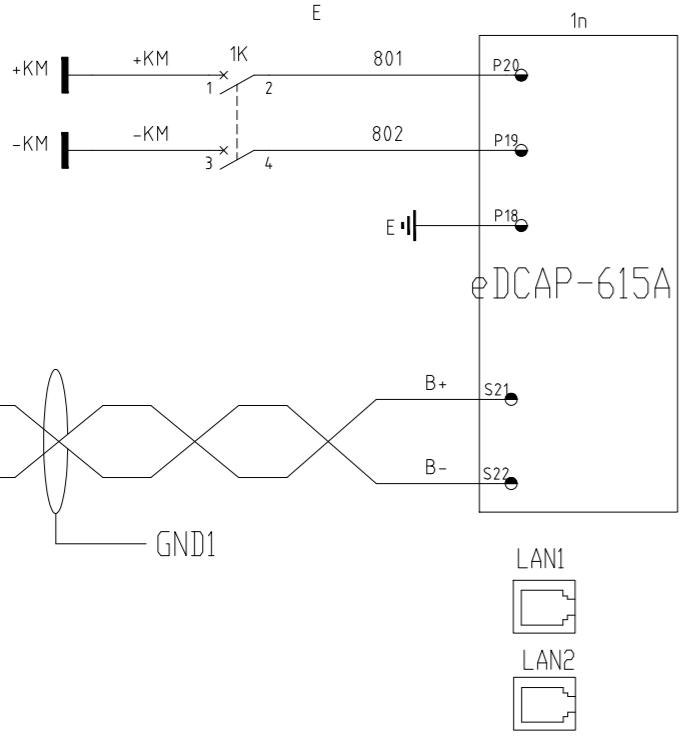 E
1n
+KM
+KM
1K
801
P20
1
2
-KM
-KM
802
P19
3
4
E
P18
eDCAP-615A
B+
S21
B-
S22
GND1
LAN1
LAN2